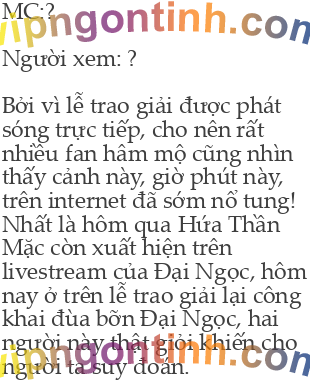 MC:?
vipngontinh.com
Người xem: ?
Bởi vì lễ trao giải được phát
sóng trực tiếp, cho nên rất
nhiều fan hâm mộ cũng nhìn
thấy cảnh này, giờ phút này,
trên internet đã sớm nổ tung!
Nhất là hôm qua Hứa Thần
Mặc còn xuất hiện trên
livestream của Đại Ngọc, hôm
nay ở trên lễ trao giải lại công
khai đùa bỡn Đại Ngọc, hai
người này thật giỏi khiến cho
người ta suy đoán.
vipngontinh.com